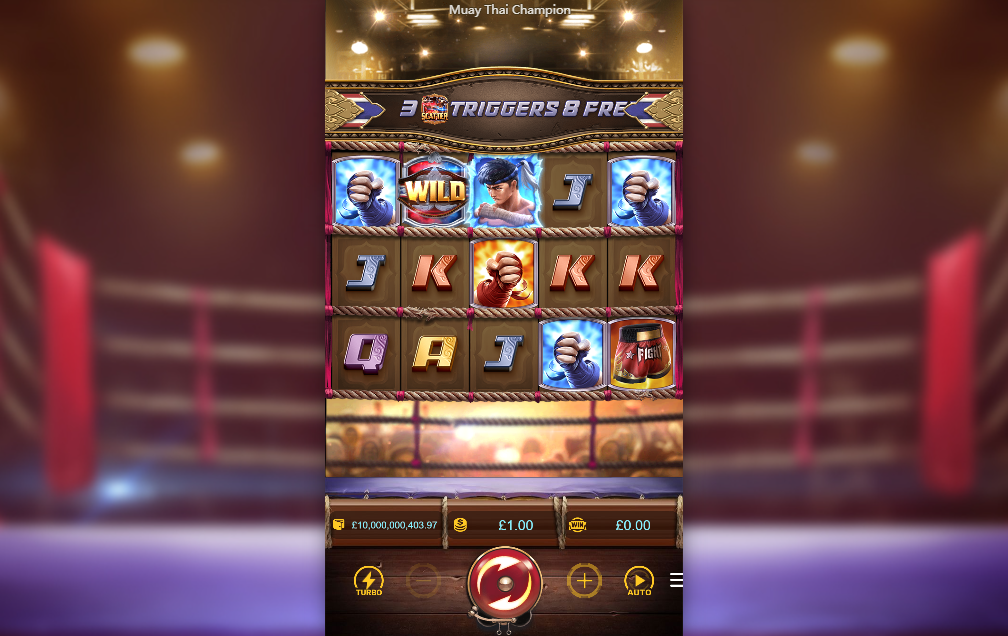 Muay Thai Champion
3 SCATTER TRIGGERS 8 FRE
WILD J
J K K K
Q A J FIGHT
£10,000,000,403.97 £1.00 WIN £0.00
TURBO AUTO